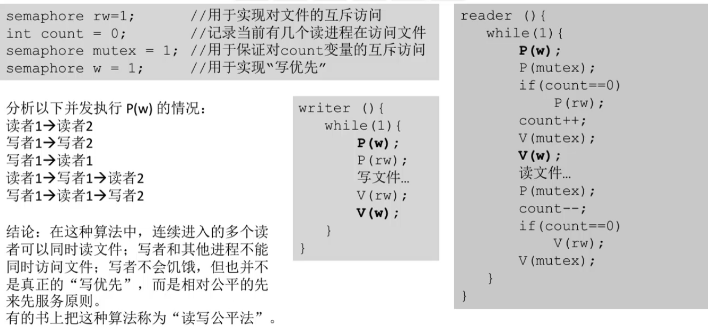 semaphore rw=1;        //用于实现对文件的互斥访问
int count = 0;         //记录当前有几个读进程在访问文件
semaphore mutex = 1; //用于保证对count变量的互斥访问
semaphore w = 1;       //用于实现“写优先”
分析以下并发执行 P(w) 的情况：
读者1→读者2
写者1→写者2
写者1→读者1
读者1→写者1→读者2
写者1→读者1→写者2
结论：在这种算法中，连续进入的多个读
者可以同时读文件；写者和其他进程不能
同时访问文件；写者不会饥饿，但也并不
是真正的“写优先”，而是相对公平的先
来先服务原则。
有的书上把这种算法称为“读写公平法”。
writer (){
    while(1){
        P(w);
        P(rw);
        写文件…
        V(rw);
        V(w);
    }
}
reader (){
    while(1){
        P(w);
        P(mutex);
        if(count==0)
            P(rw);
        count++;
        V(mutex);
        V(w);
        读文件…
        P(mutex);
        count--;
        if(count==0)
            V(rw);
        V(mutex);
    }
}